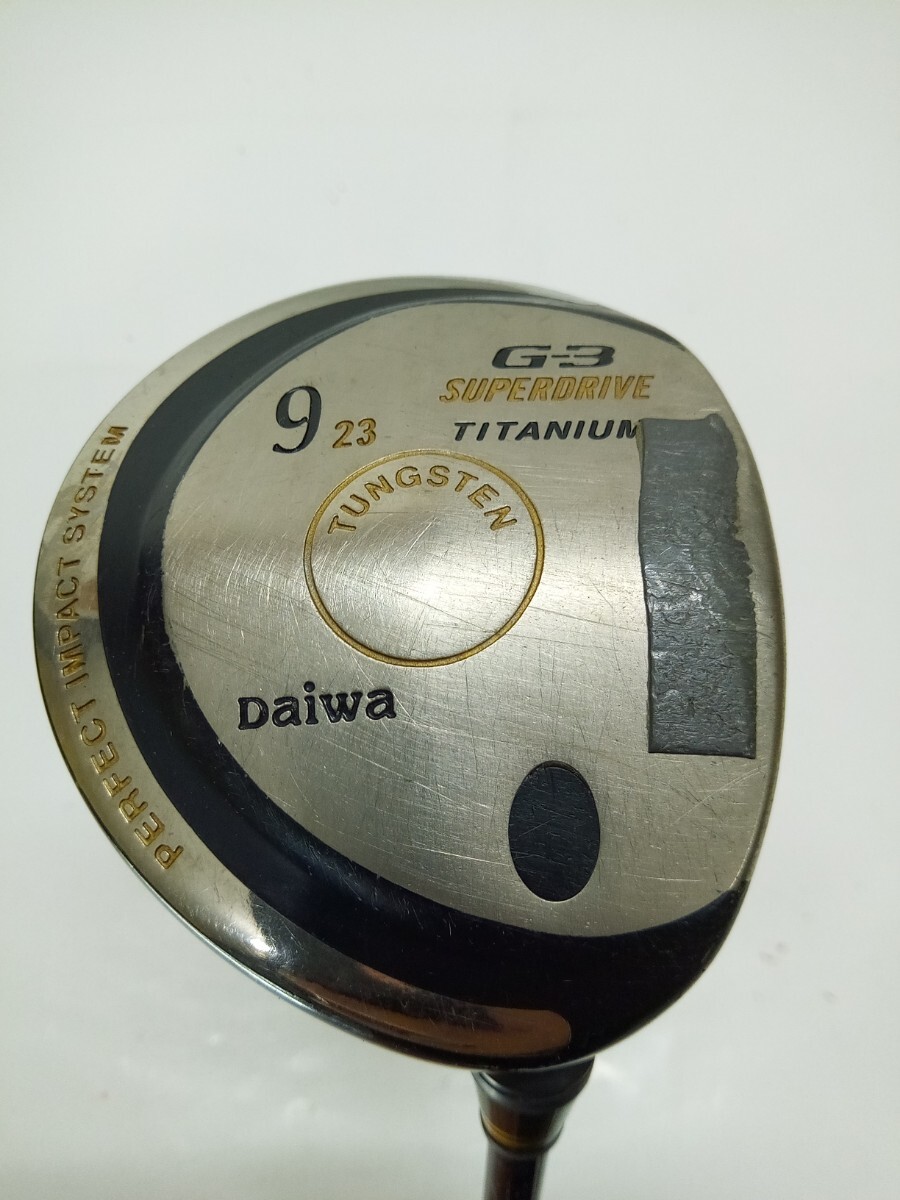 G-3
SUPERDRIVE
TITANIUM
9 23
TUNGSTEN
Daiwa
PERFECT IMPACT SYSTEM